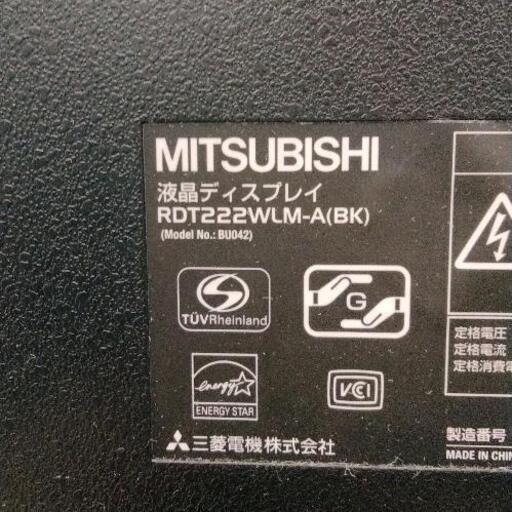 MITSUBISHI
液晶ディスプレイ
RDT222WLM-A(BK)
(Model No.: BU042)
TÜVRheinland
G
energy
ENERGY STAR
VCI
三菱電機株式会社
定格電圧
定格電流
定格消費電
製造番号
MADE IN CHIN